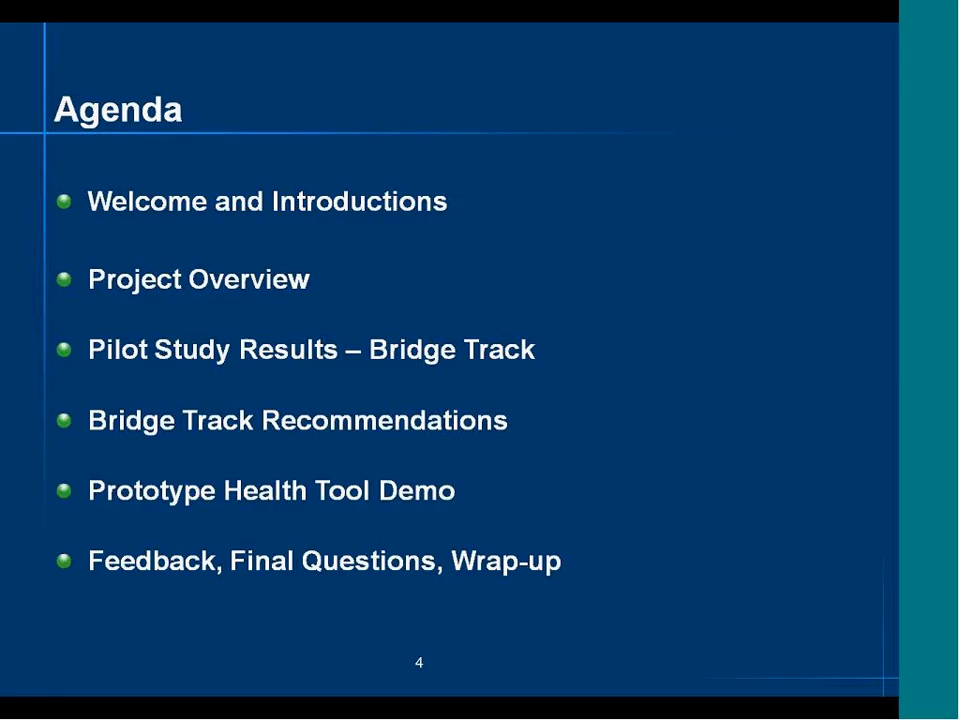 Agenda
Welcome and Introductions
Project Overview
Pilot Study Results – Bridge Track
Bridge Track Recommendations
Prototype Health Tool Demo
Feedback, Final Questions, Wrap-up
4